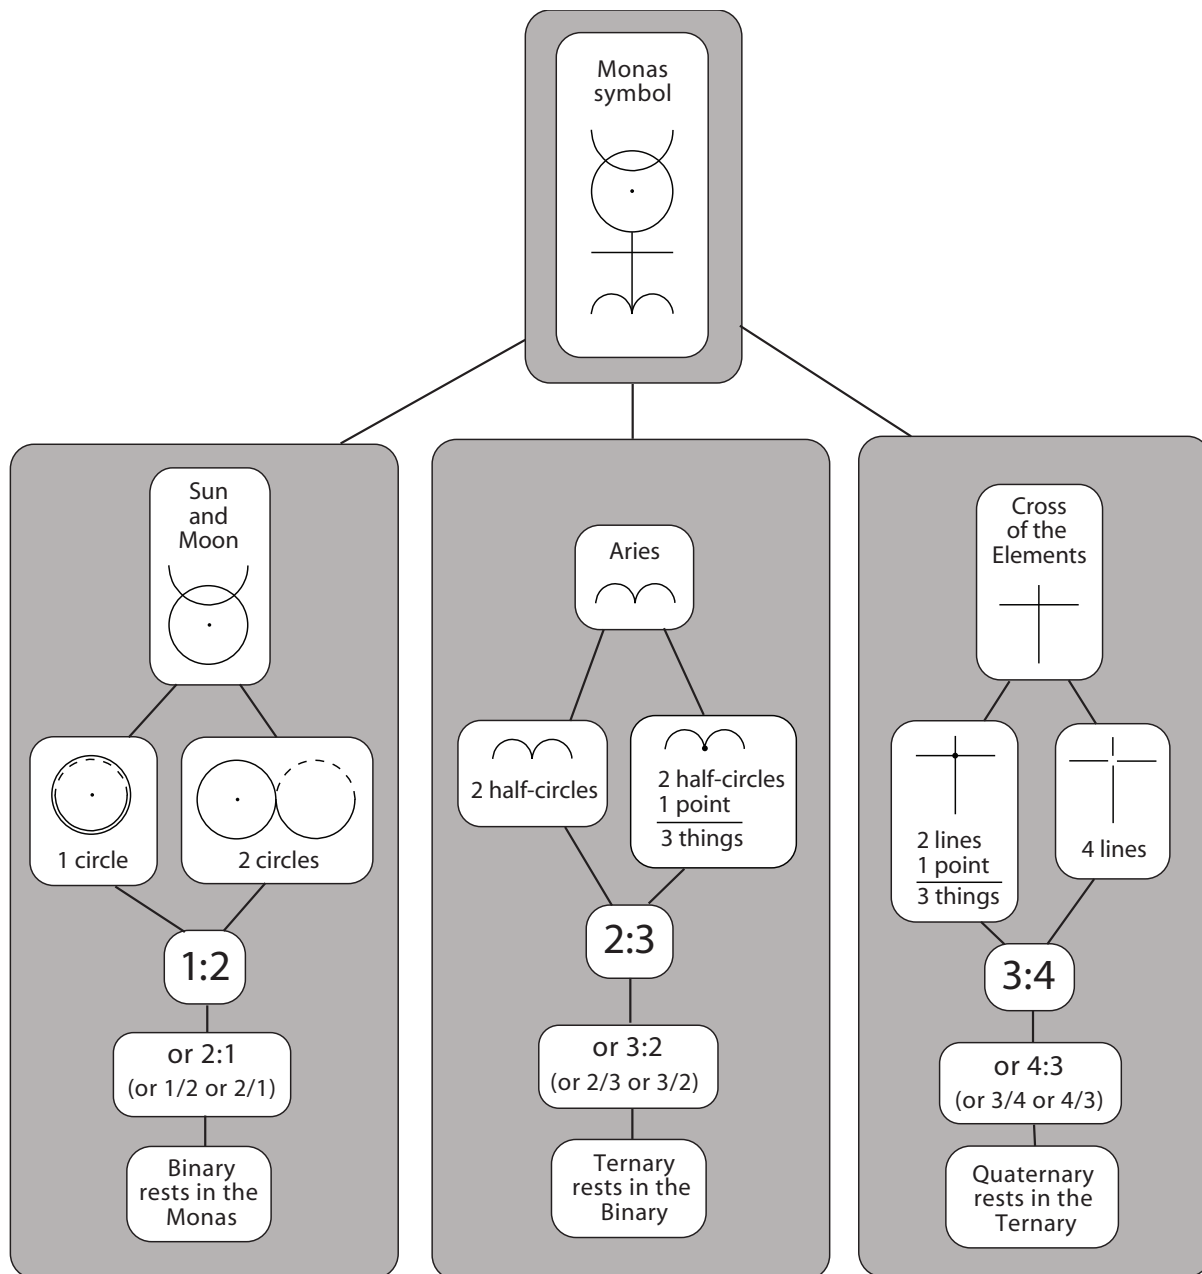 Monas
symbol
Sun
and
Moon
1 circle
2 circles
1:2
or 2:1
(or 1/2 or 2/1)
Binary
rests in the
Monas
Aries
2 half-circles
2 half-circles
1 point
3 things
2:3
or 3:2
(or 2/3 or 3/2)
Ternary
rests in the
Binary
Cross
of the
Elements
2 lines
1 point
3 things
4 lines
3:4
or 4:3
(or 3/4 or 4/3)
Quaternary
rests in the
Ternary